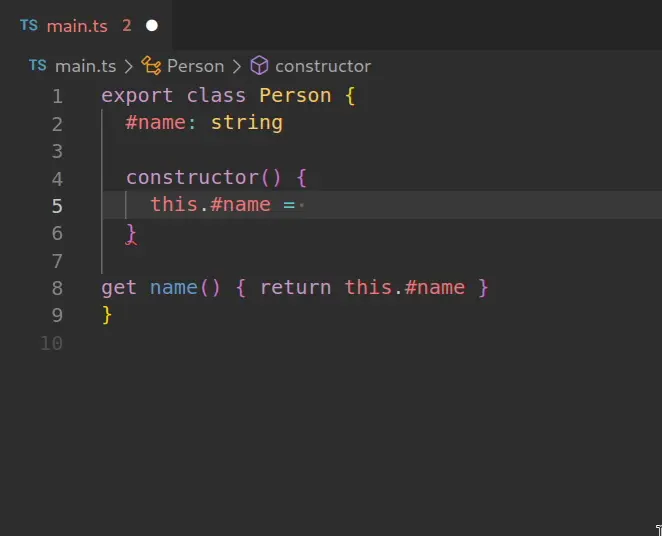 TS main.ts 2
TS main.ts > Person > constructor
1 export class Person {
2 #name: string
3
4 constructor() {
5 this.#name =
6 }
7
8 get name() { return this.#name }
9 }
10